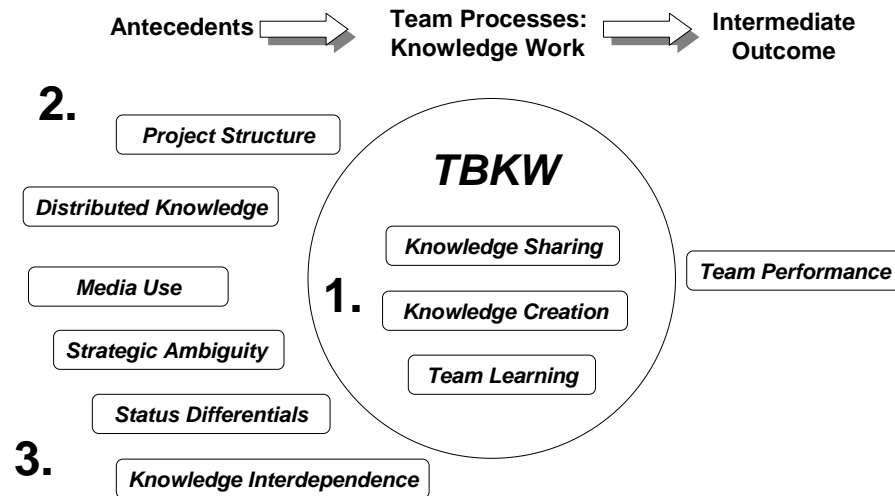 Antecedents
Team Processes:
Knowledge Work
Intermediate
Outcome
2.
Project Structure
TBKW
Distributed Knowledge
Knowledge Sharing
Team Performance
Media Use
1.
Knowledge Creation
Strategic Ambiguity
Team Learning
Status Differentials
3.
Knowledge Interdependence